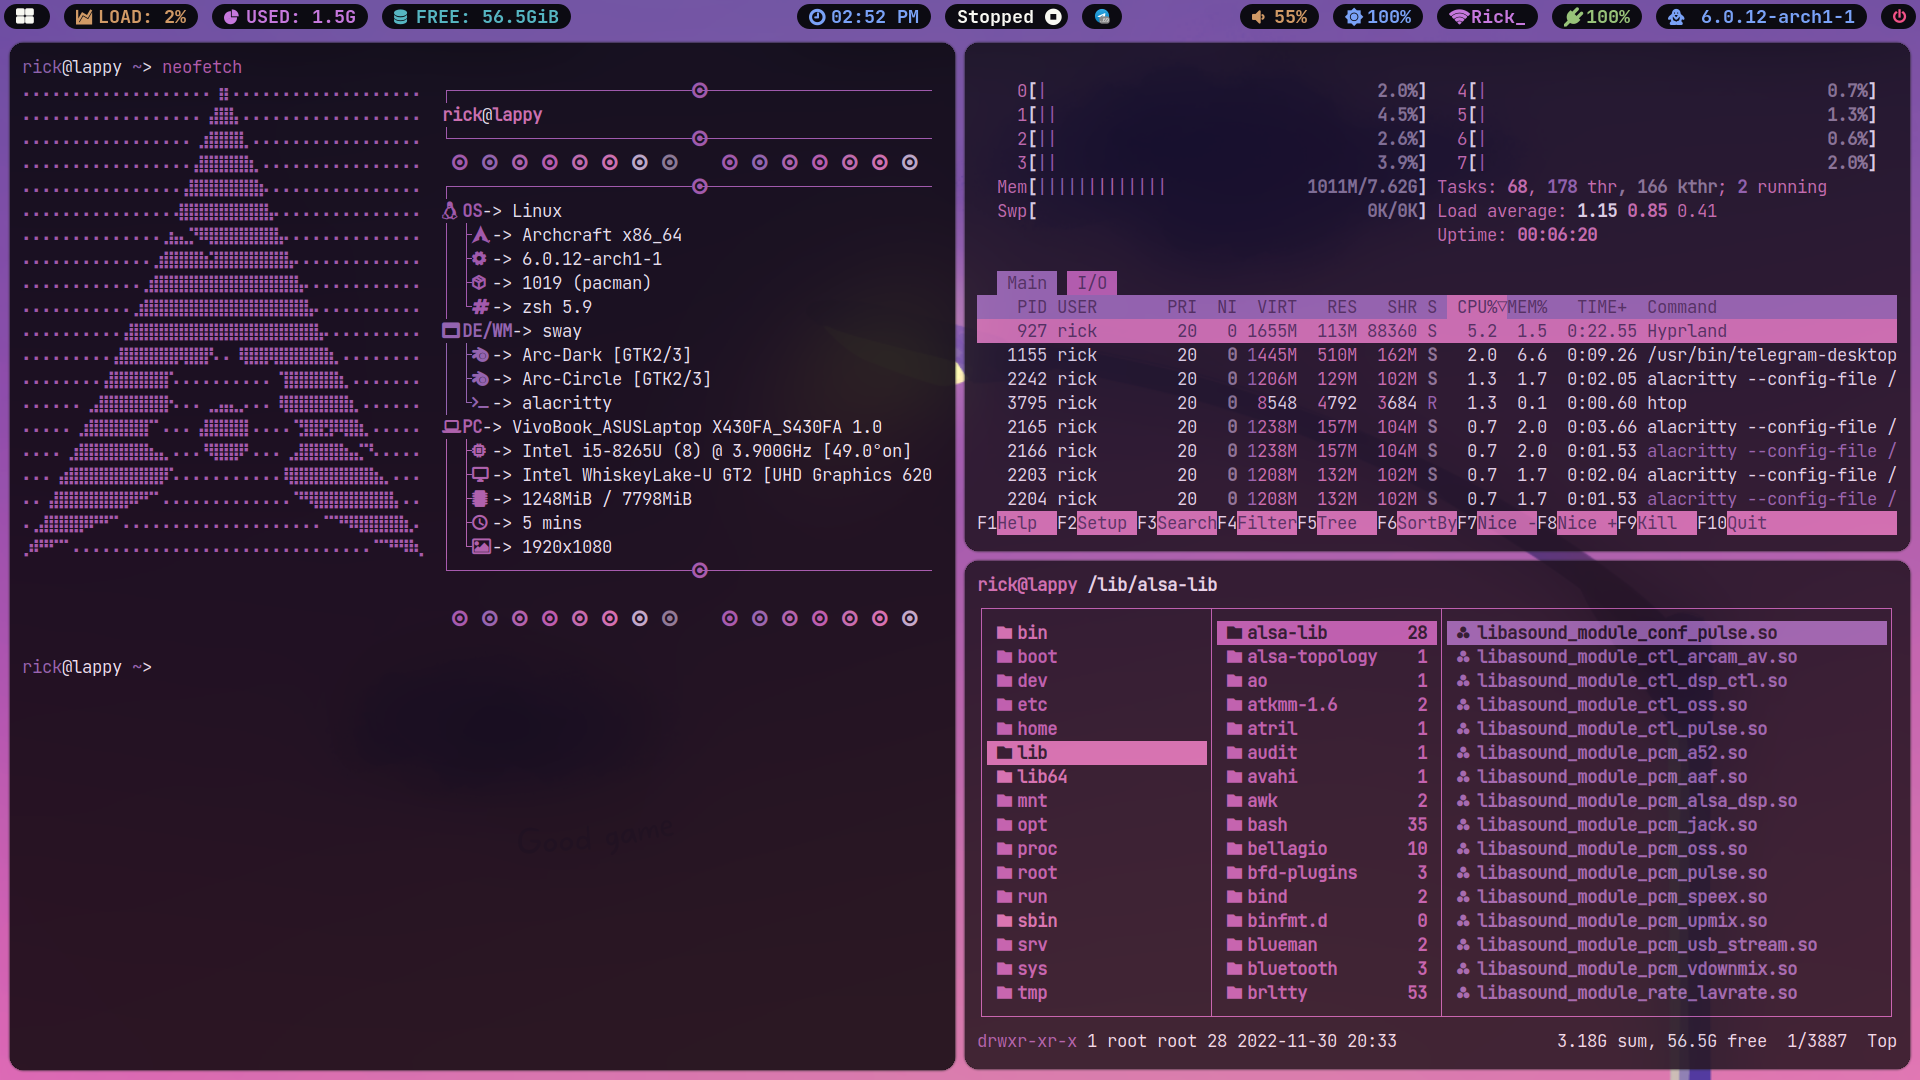 LOAD: 2% USED: 1.5G FREE: 56.5GiB 02:52 PM Stopped 55% 100% Rick_ 100% 6.0.12-arch1-1
rick@lappy ~> neofetch
rick@lappy
OS-> Linux
-> Archcraft x86_64
-> 6.0.12-arch1-1
-> 1019 (pacman)
-> zsh 5.9
DE/WM-> sway
-> Arc-Dark [GTK2/3]
-> Arc-Circle [GTK2/3]
-> alacritty
PC-> VivoBook_ASUSLaptop X430FA_S430FA 1.0
-> Intel i5-8265U (8) @ 3.900GHz [49.0°on]
-> Intel WhiskeyLake-U GT2 [UHD Graphics 620
-> 1248MiB / 7798MiB
-> 5 mins
-> 1920x1080
rick@lappy ~>
Good game
0[| 2.0%] 4[| 0.7%]
1[|| 4.5%] 5[| 1.3%]
2[|| 2.6%] 6[| 0.6%]
3[|| 3.9%] 7[| 2.0%]
Mem[||||||||||||| 1011M/7.62G] Tasks: 68, 178 thr, 166 kthr; 2 running
Swp[ 0K/0K] Load average: 1.15 0.85 0.41
Uptime: 00:06:20
Main I/O
PID USER PRI NI VIRT RES SHR S CPU%▽MEM% TIME+ Command
927 rick 20 0 1655M 113M 88360 S 5.2 1.5 0:22.55 Hyprland
1155 rick 20 0 1445M 510M 162M S 2.0 6.6 0:09.26 /usr/bin/telegram-desktop
2242 rick 20 0 1206M 129M 102M S 1.3 1.7 0:02.05 alacritty --config-file /
3795 rick 20 0 8548 4792 3684 R 1.3 0.1 0:00.60 htop
2165 rick 20 0 1238M 157M 104M S 0.7 2.0 0:03.66 alacritty --config-file /
2166 rick 20 0 1238M 157M 104M S 0.7 2.0 0:01.53 alacritty --config-file /
2203 rick 20 0 1208M 132M 102M S 0.7 1.7 0:02.04 alacritty --config-file /
2204 rick 20 0 1208M 132M 102M S 0.7 1.7 0:01.53 alacritty --config-file /
F1Help F2Setup F3SearchF4FilterF5Tree F6SortByF7Nice -F8Nice +F9Kill F10Quit
rick@lappy /lib/alsa-lib
bin alsa-lib 28 libasound_module_conf_pulse.so
boot alsa-topology 1 libasound_module_ctl_arcam_av.so
dev ao 1 libasound_module_ctl_dsp_ctl.so
etc atkmm-1.6 2 libasound_module_ctl_oss.so
home atril 1 libasound_module_ctl_pulse.so
lib audit 1 libasound_module_pcm_a52.so
lib64 avahi 1 libasound_module_pcm_aaf.so
mnt awk 2 libasound_module_pcm_alsa_dsp.so
opt bash 35 libasound_module_pcm_jack.so
proc bellagio 10 libasound_module_pcm_oss.so
root bfd-plugins 3 libasound_module_pcm_pulse.so
run bind 2 libasound_module_pcm_speex.so
sbin binfmt.d 0 libasound_module_pcm_upmix.so
srv blueman 2 libasound_module_pcm_usb_stream.so
sys bluetooth 3 libasound_module_pcm_vdownmix.so
tmp brltty 53 libasound_module_rate_lavrate.so
drwxr-xr-x 1 root root 28 2022-11-30 20:33 3.18G sum, 56.5G free 1/3887 Top